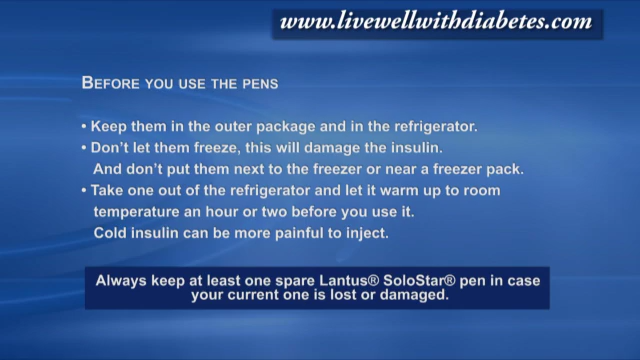 www.livewellwithdiabetes.com
BEFORE YOU USE THE PENS
• Keep them in the outer package and in the refrigerator.
• Don't let them freeze, this will damage the insulin.
And don't put them next to the freezer or near a freezer pack.
• Take one out of the refrigerator and let it warm up to room
temperature an hour or two before you use it.
Cold insulin can be more painful to inject.
Always keep at least one spare Lantus® SoloStar® pen in case
your current one is lost or damaged.